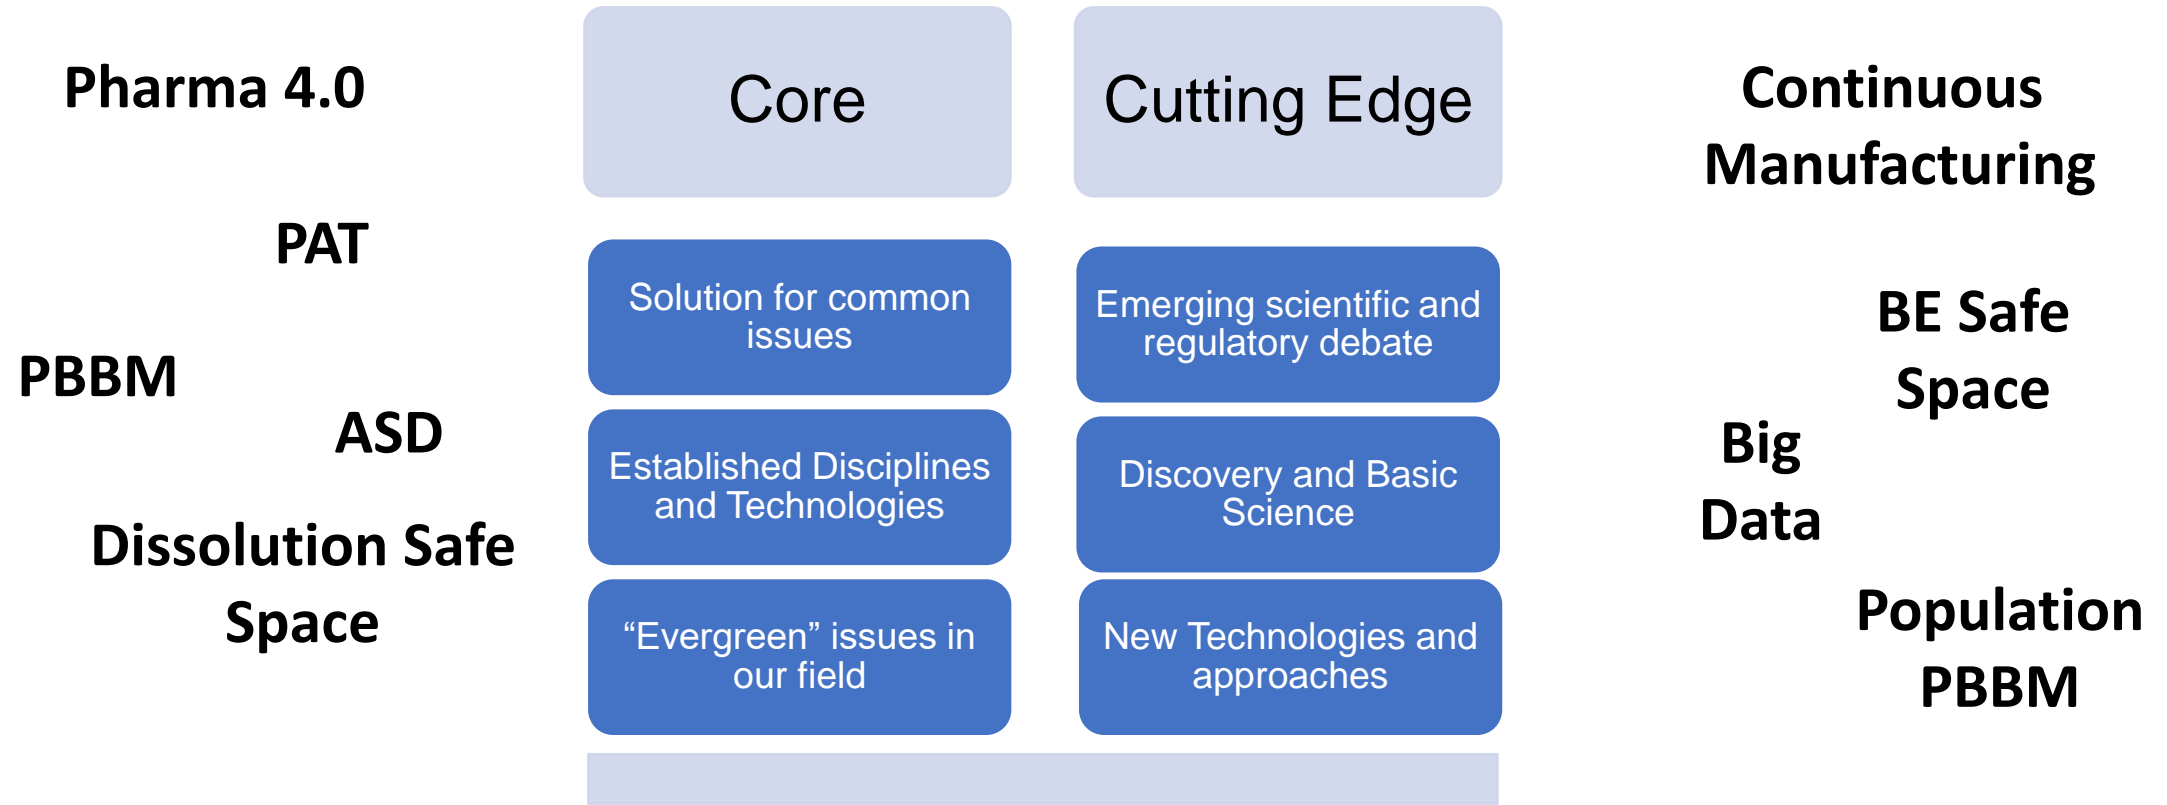 Pharma 4.0
PAT
PBBM
ASD
Dissolution Safe
Space
Core
Solution for common
issues
Established Disciplines
and Technologies
“Evergreen” issues in
our field
Cutting Edge
Emerging scientific and
regulatory debate
Discovery and Basic
Science
New Technologies and
approaches
Continuous
Manufacturing
BE Safe
Space
Big
Data
Population
PBBM